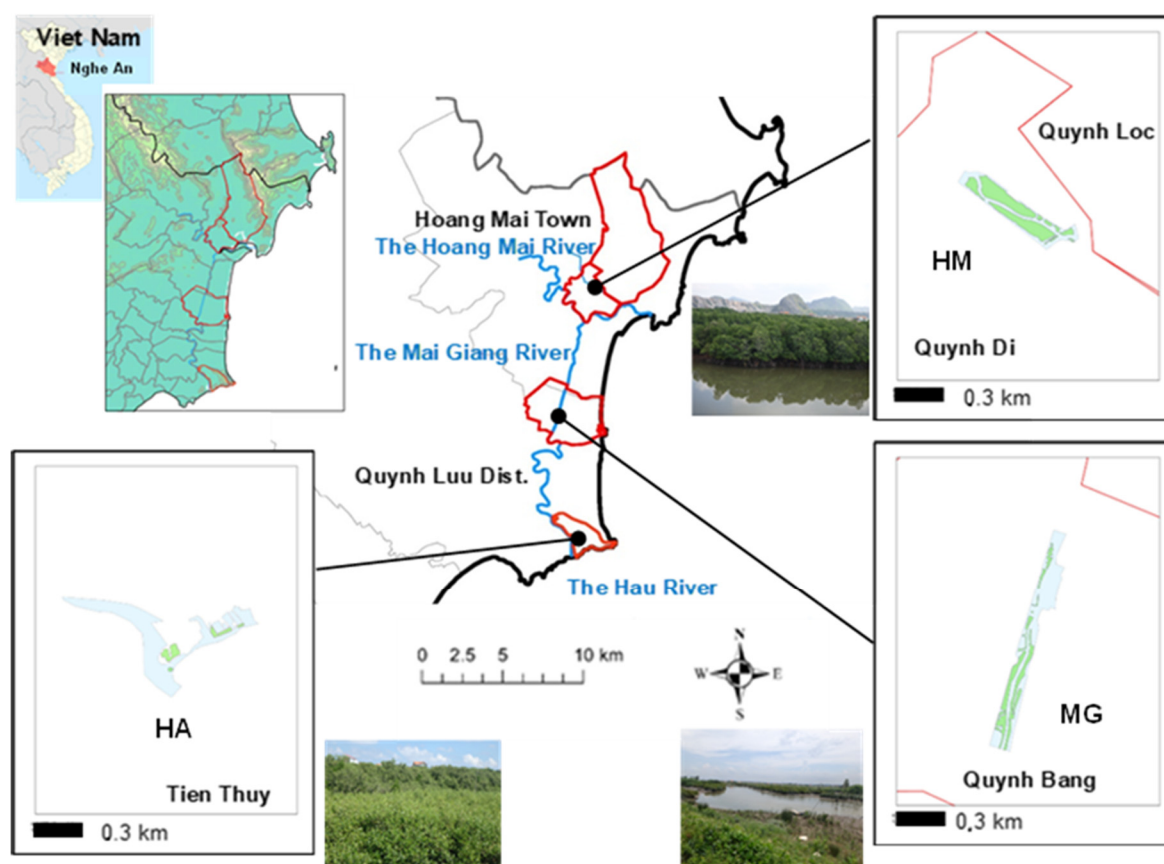 Viet Nam
Nghe An
Hoang Mai Town
The Hoang Mai River
The Mai Giang River
Quynh Luu Dist.
The Hau River
0 2.5 5 10 km
N
W E
S
Quynh Loc
HM
Quynh Di
0.3 km
HA
Tien Thuy
0.3 km
MG
Quynh Bang
0.3 km